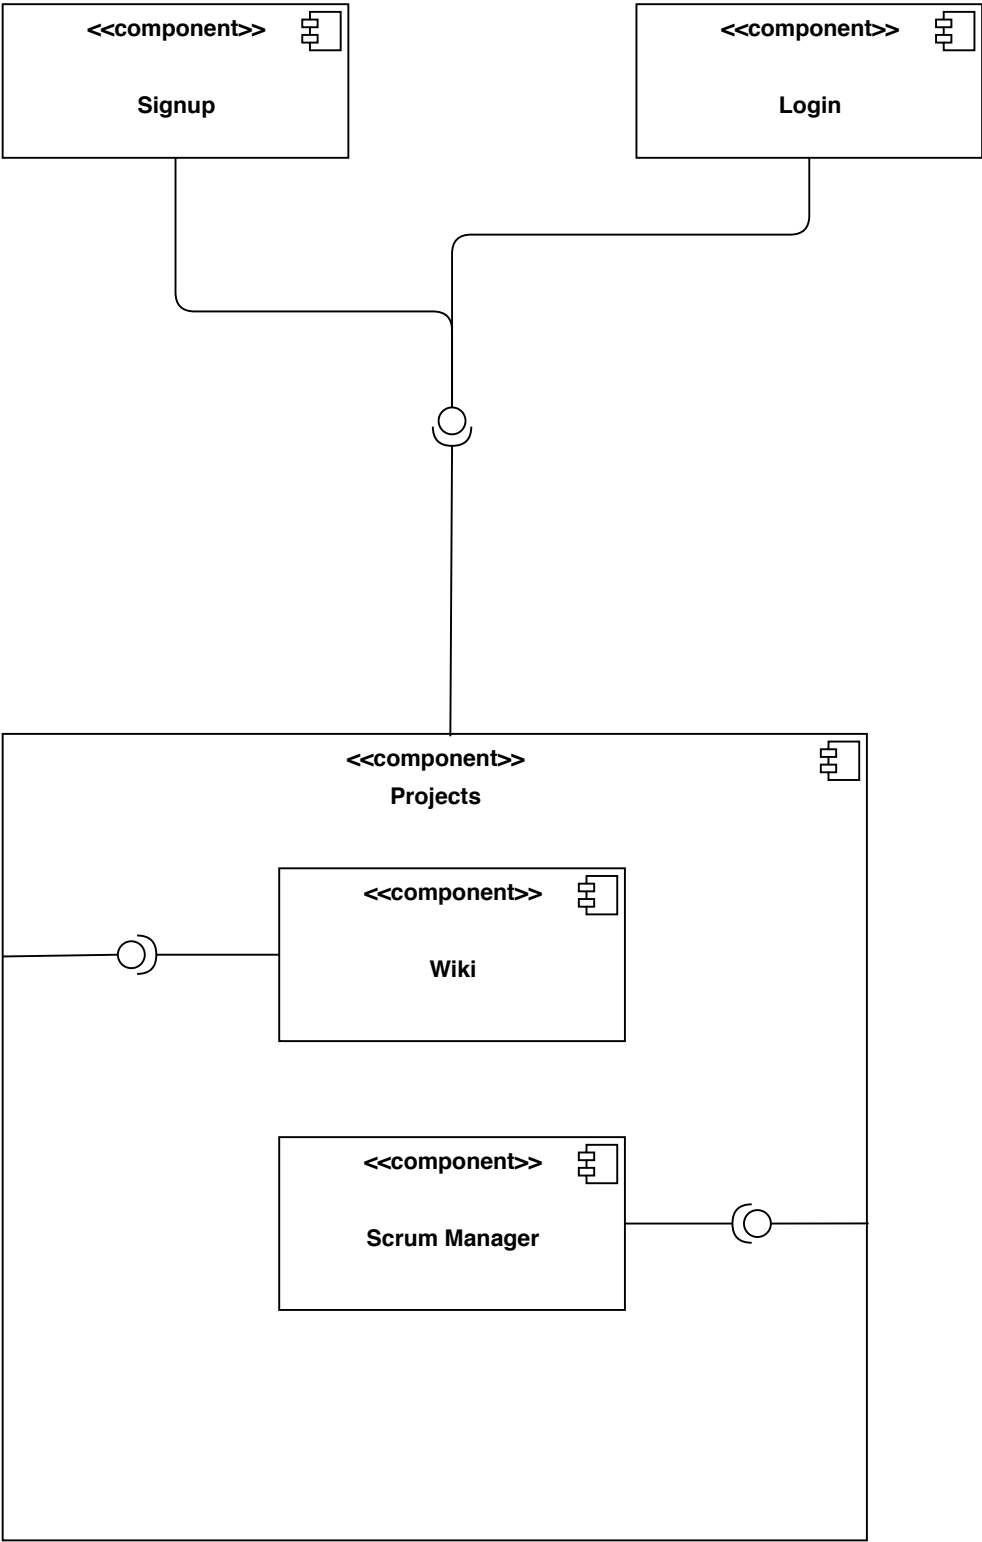 <<component>>
Signup
<<component>>
Login
<<component>>
Projects
<<component>>
Wiki
<<component>>
Scrum Manager